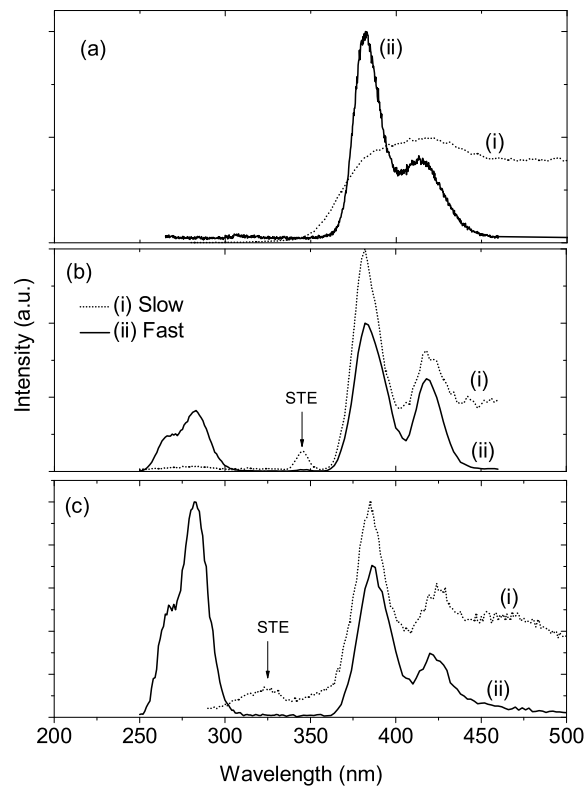 (a)
(ii)
(i)
(b)
(i) Slow
(ii) Fast
STE
(i)
(ii)
(c)
STE
(i)
(ii)
Intensity (a.u.)
200 250 300 350 400 450 500
Wavelength (nm)